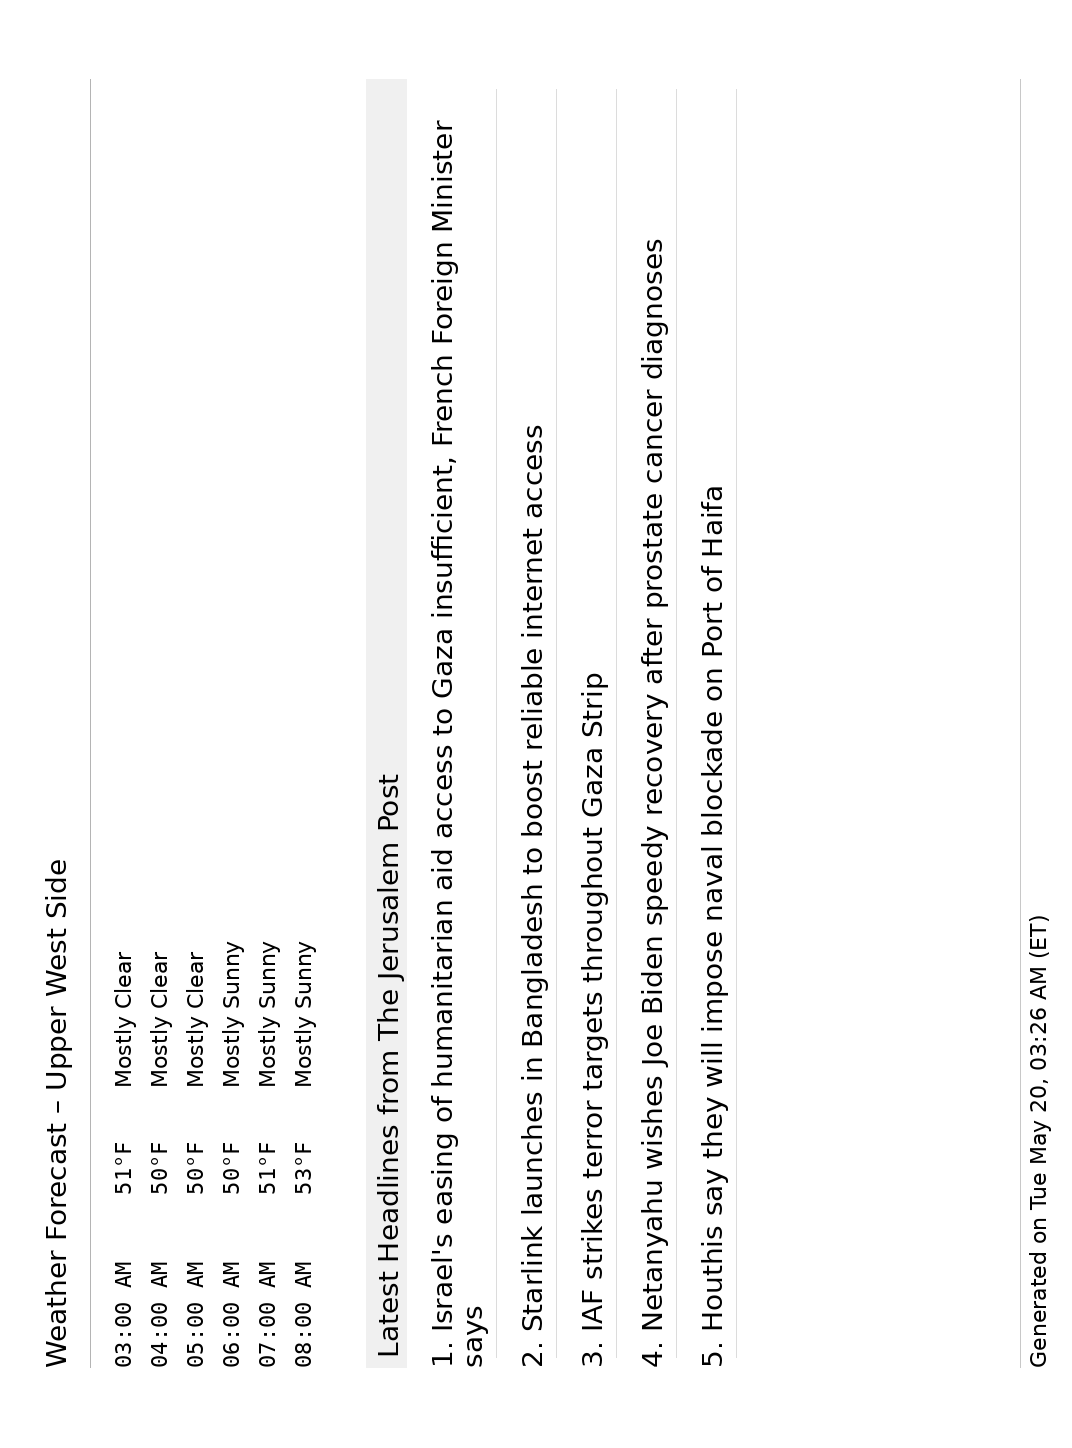 Weather Forecast – Upper West Side
03:00 AM 51°F Mostly Clear
04:00 AM 50°F Mostly Clear
05:00 AM 50°F Mostly Clear
06:00 AM 50°F Mostly Sunny
07:00 AM 51°F Mostly Sunny
08:00 AM 53°F Mostly Sunny
Latest Headlines from The Jerusalem Post
1. Israel's easing of humanitarian aid access to Gaza insufficient, French Foreign Minister
says
2. Starlink launches in Bangladesh to boost reliable internet access
3. IAF strikes terror targets throughout Gaza Strip
4. Netanyahu wishes Joe Biden speedy recovery after prostate cancer diagnoses
5. Houthis say they will impose naval blockade on Port of Haifa
Generated on Tue May 20, 03:26 AM (ET)